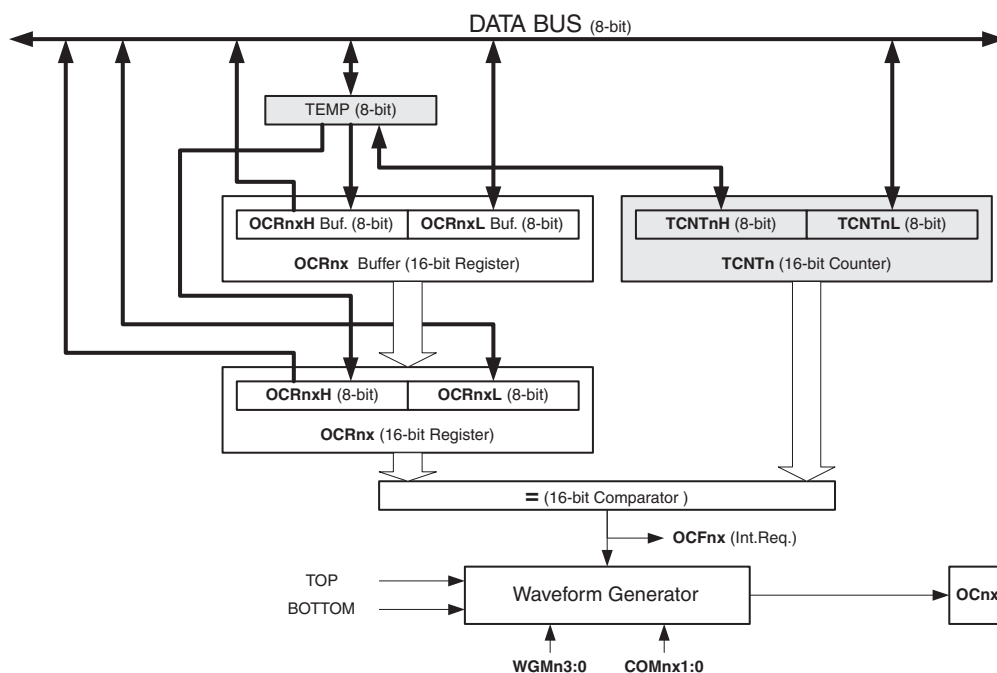 DATA BUS (8-bit)
TEMP (8-bit)
OCRnxH Buf. (8-bit) OCRnxL Buf. (8-bit)
OCRnx Buffer (16-bit Register)
TCNTnH (8-bit) TCNTnL (8-bit)
TCNTn (16-bit Counter)
OCRnxH (8-bit) OCRnxL (8-bit)
OCRnx (16-bit Register)
= (16-bit Comparator )
OCFnx (Int.Req.)
TOP
BOTTOM
Waveform Generator
OCnx
WGMn3:0 COMnx1:0